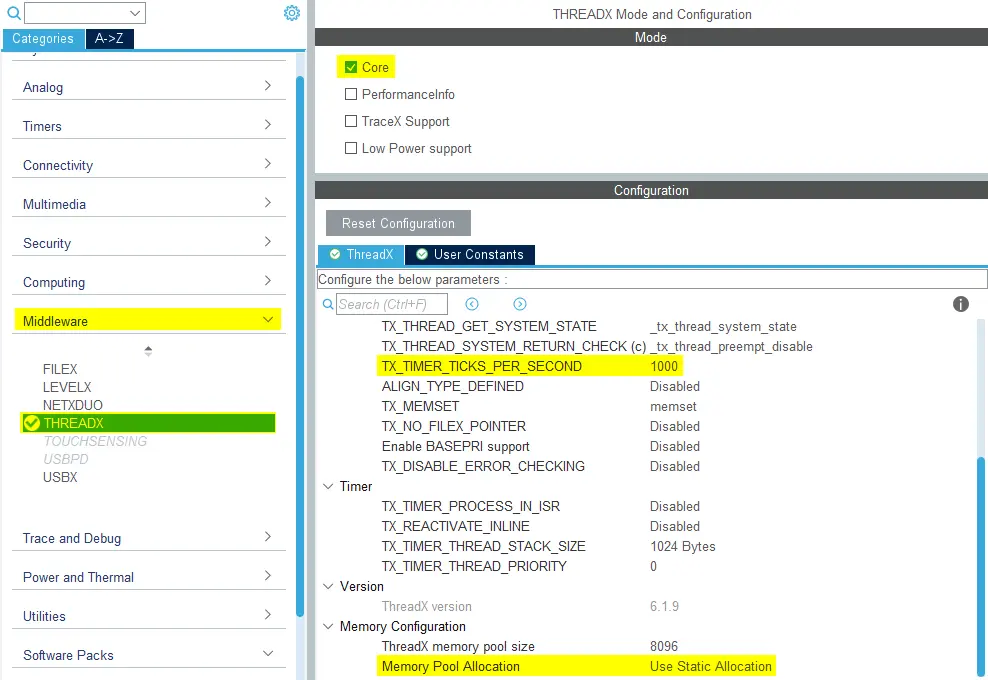 Categories
A->Z
Analog
Timers
Connectivity
Multimedia
Security
Computing
Middleware
FILEX
LEVELX
NETXDUO
THREADX
TOUCHSENSING
USBPD
USBX
Trace and Debug
Power and Thermal
Utilities
Software Packs
THREADX Mode and Configuration
Mode
Core
PerformanceInfo
TraceX Support
Low Power support
Configuration
Reset Configuration
ThreadX
User Constants
Configure the below parameters :
Search (Ctrl+F)
TX_THREAD_GET_SYSTEM_STATE _tx_thread_system_state
TX_THREAD_SYSTEM_RETURN_CHECK (c) _tx_thread_preempt_disable
TX_TIMER_TICKS_PER_SECOND 1000
ALIGN_TYPE_DEFINED Disabled
TX_MEMSET memset
TX_NO_FILEX_POINTER Disabled
Enable BASEPRI support Disabled
TX_DISABLE_ERROR_CHECKING Disabled
Timer
TX_TIMER_PROCESS_IN_ISR Disabled
TX_REACTIVATE_INLINE Disabled
TX_TIMER_THREAD_STACK_SIZE 1024 Bytes
TX_TIMER_THREAD_PRIORITY 0
Version
ThreadX version 6.1.9
Memory Configuration
ThreadX memory pool size 8096
Memory Pool Allocation Use Static Allocation